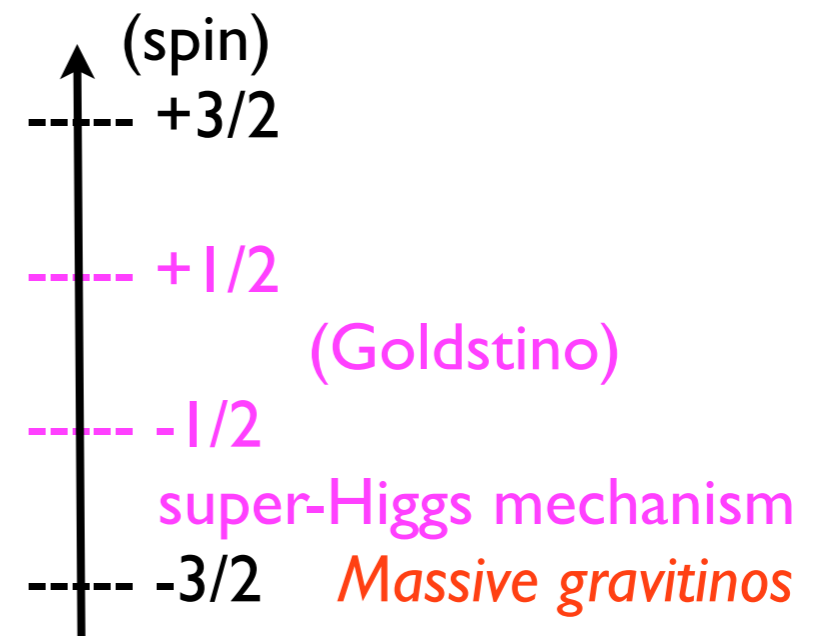 (spin)
----- +3/2
----- +1/2
(Goldstino)
----- -1/2
super-Higgs mechanism
----- -3/2 Massive gravitinos